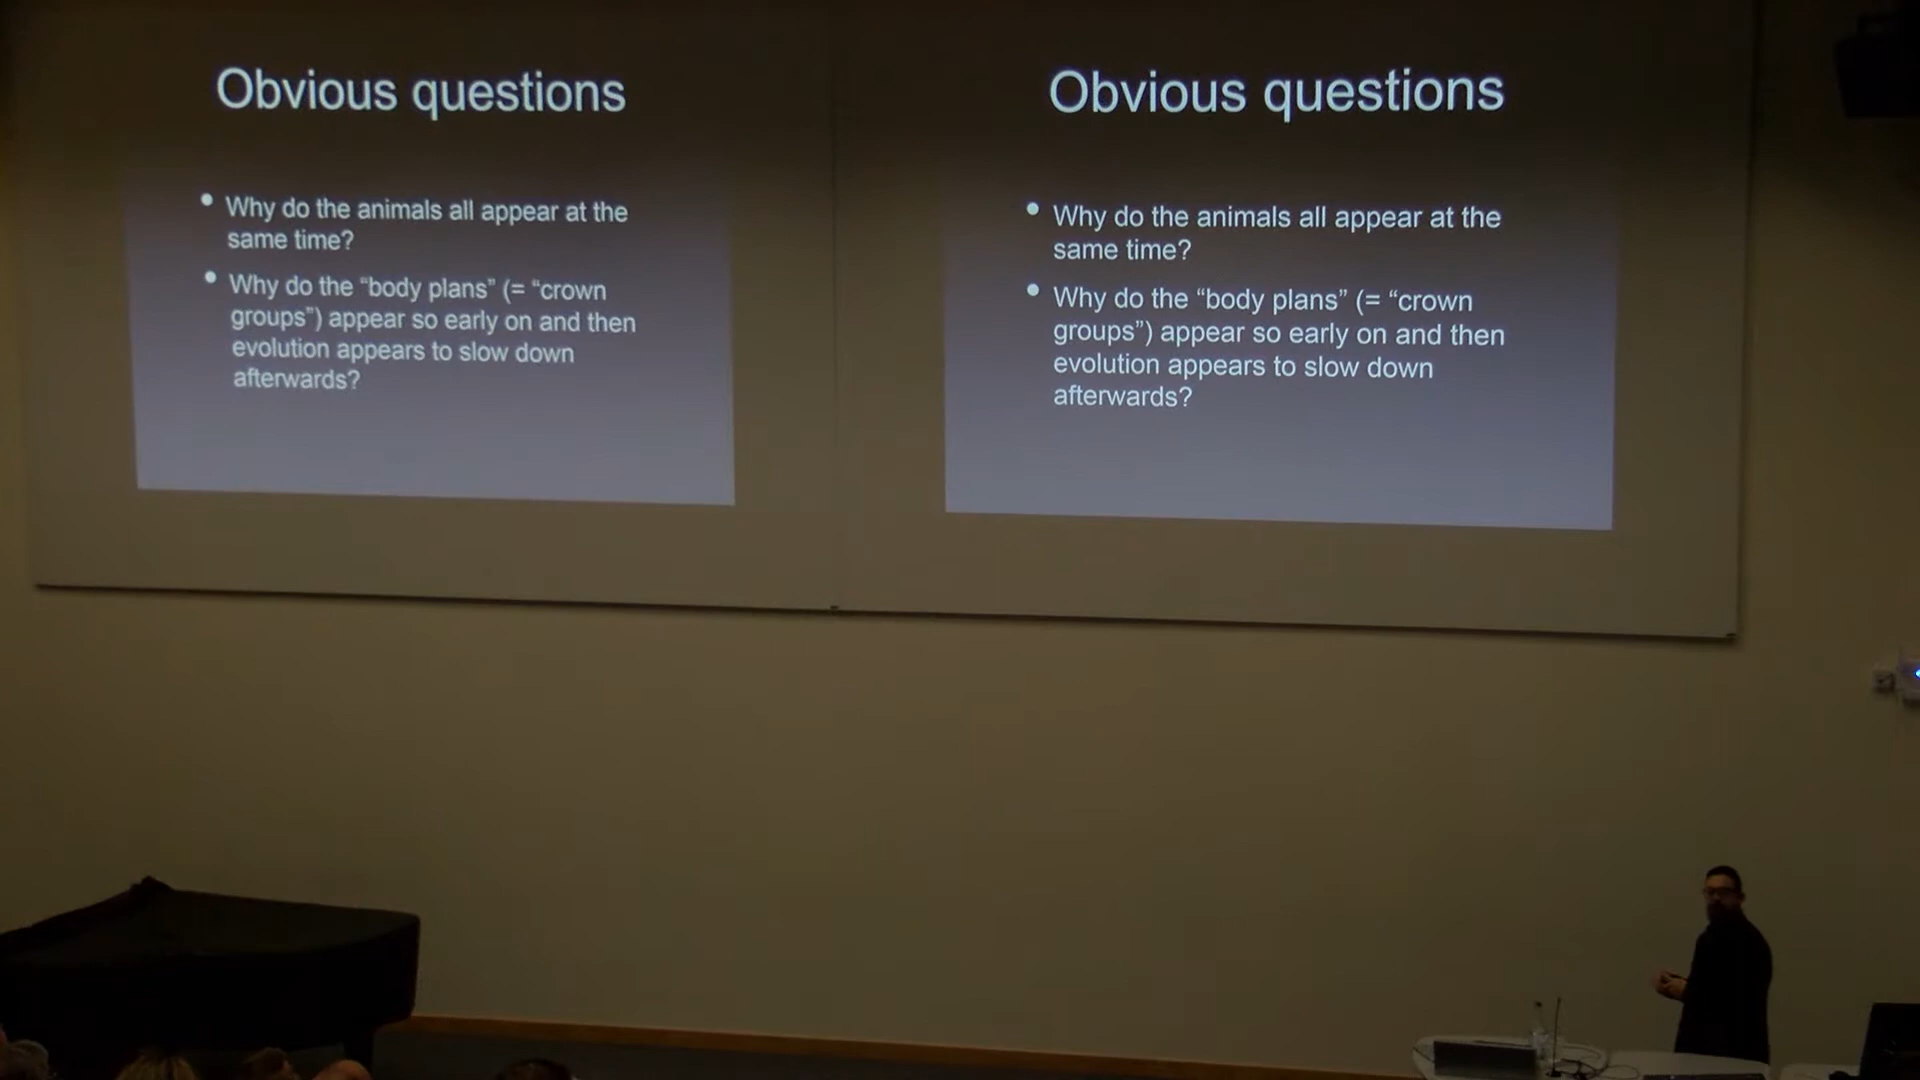 Obvious questions
• Why do the animals all appear at the
same time?
• Why do the “body plans” (= “crown
groups”) appear so early on and then
evolution appears to slow down
afterwards?
Obvious questions
• Why do the animals all appear at the
same time?
• Why do the “body plans” (= “crown
groups”) appear so early on and then
evolution appears to slow down
afterwards?